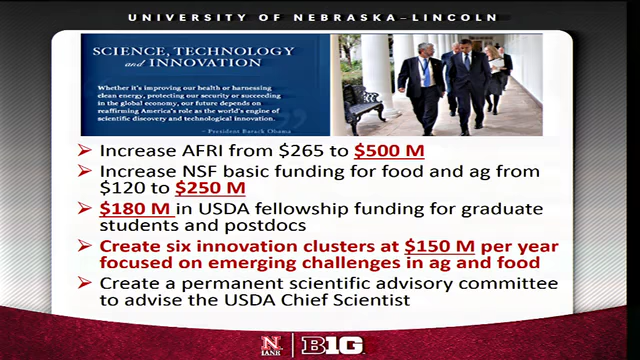 UNIVERSITY OF NEBRASKA–LINCOLN
SCIENCE, TECHNOLOGY
and INNOVATION
Whether it's improving our health or harnessing
clean energy, protecting our security or succeeding
in the global economy, our future depends on
reaffirming America's role as the world's engine of
scientific discovery and technological innovation.
– President Barack Obama
➢ Increase AFRI from $265 to $500 M
➢ Increase NSF basic funding for food and ag from
$120 to $250 M
➢ $180 M in USDA fellowship funding for graduate
students and postdocs
➢ Create six innovation clusters at $150 M per year
focused on emerging challenges in ag and food
➢ Create a permanent scientific advisory committee
to advise the USDA Chief Scientist
N
IANR
B1G